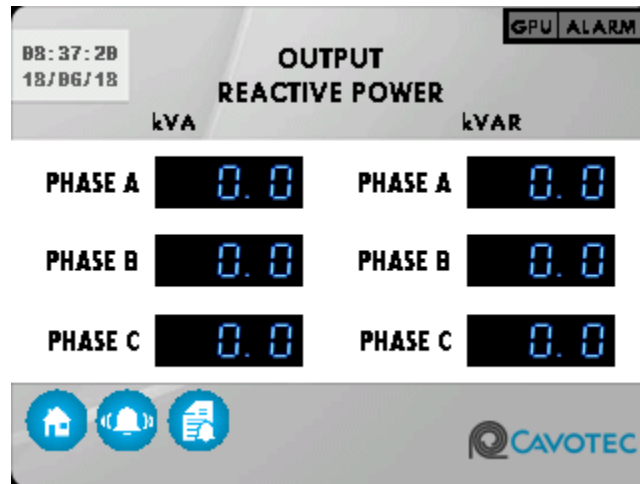 GPU ALARM
08:37:20
18/06/18
OUTPUT
REACTIVE POWER
kVA kVAR
PHASE A 0.0 PHASE A 0.0
PHASE B 0.0 PHASE B 0.0
PHASE C 0.0 PHASE C 0.0
CAVOTEC